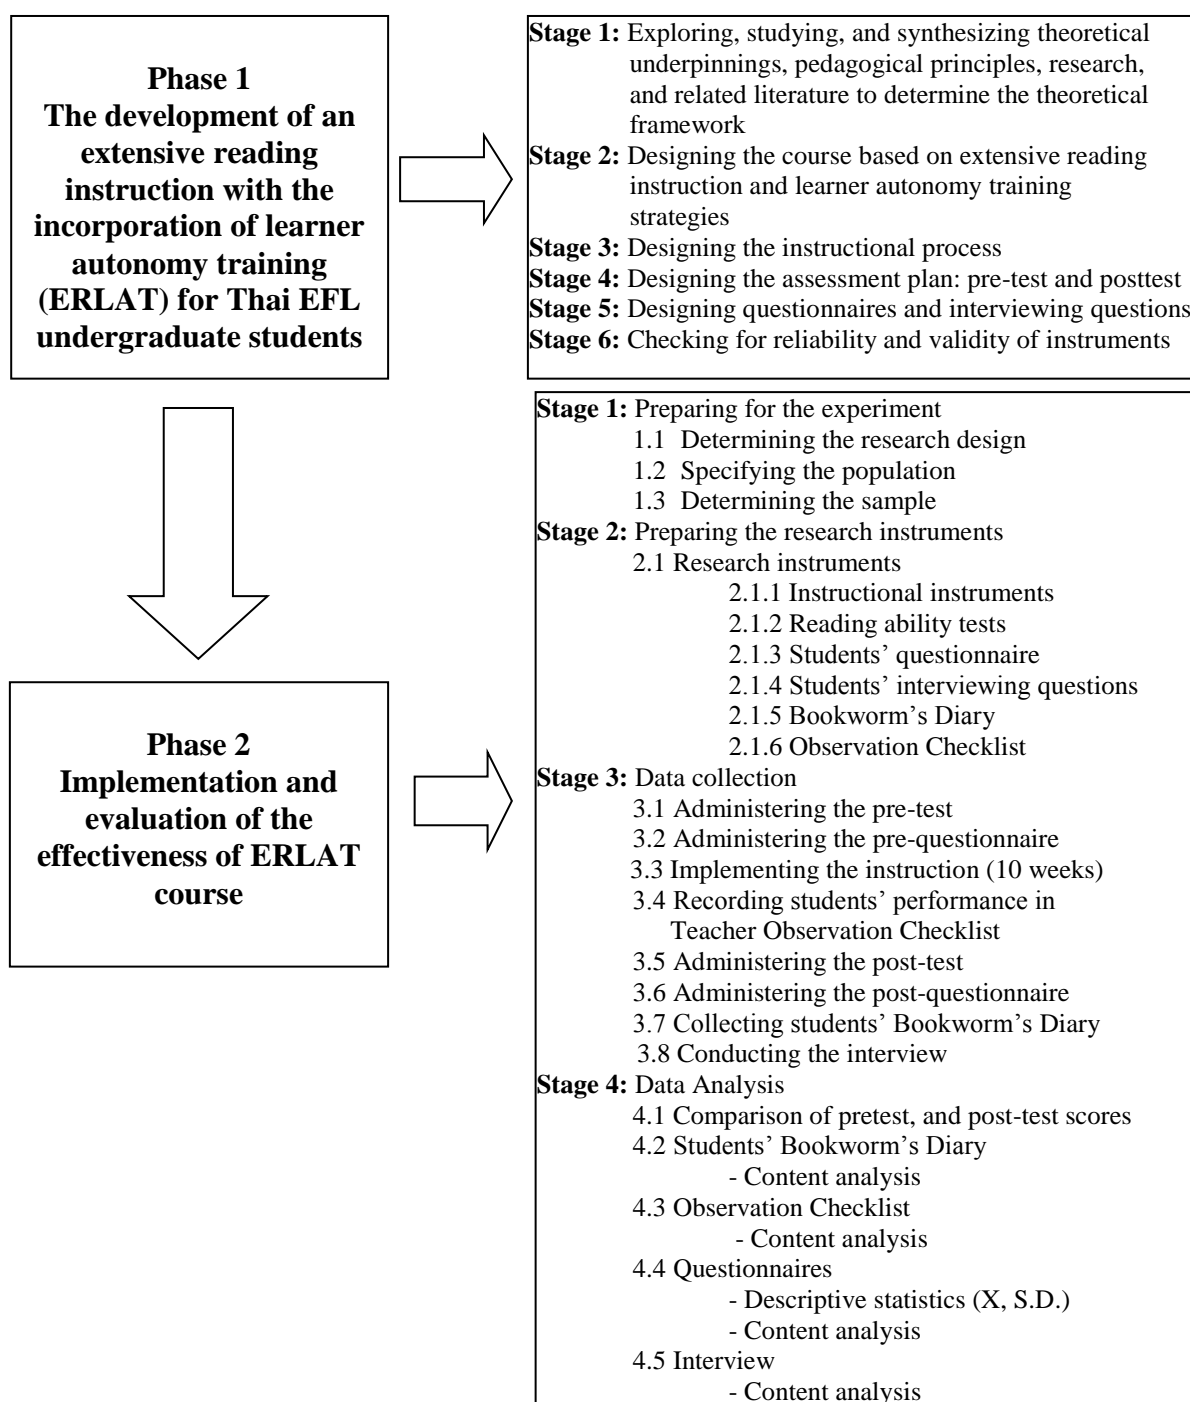 Phase 1
The development of an
extensive reading
instruction with the
incorporation of learner
autonomy training
(ERLAT) for Thai EFL
undergraduate students
Stage 1: Exploring, studying, and synthesizing theoretical
underpinnings, pedagogical principles, research,
and related literature to determine the theoretical
framework
Stage 2: Designing the course based on extensive reading
instruction and learner autonomy training
strategies
Stage 3: Designing the instructional process
Stage 4: Designing the assessment plan: pre-test and posttest
Stage 5: Designing questionnaires and interviewing questions
Stage 6: Checking for reliability and validity of instruments
Phase 2
Implementation and
evaluation of the
effectiveness of ERLAT
course
Stage 1: Preparing for the experiment
1.1 Determining the research design
1.2 Specifying the population
1.3 Determining the sample
Stage 2: Preparing the research instruments
2.1 Research instruments
2.1.1 Instructional instruments
2.1.2 Reading ability tests
2.1.3 Students’ questionnaire
2.1.4 Students’ interviewing questions
2.1.5 Bookworm’s Diary
2.1.6 Observation Checklist
Stage 3: Data collection
3.1 Administering the pre-test
3.2 Administering the pre-questionnaire
3.3 Implementing the instruction (10 weeks)
3.4 Recording students’ performance in
Teacher Observation Checklist
3.5 Administering the post-test
3.6 Administering the post-questionnaire
3.7 Collecting students’ Bookworm’s Diary
3.8 Conducting the interview
Stage 4: Data Analysis
4.1 Comparison of pretest, and post-test scores
4.2 Students’ Bookworm’s Diary
- Content analysis
4.3 Observation Checklist
- Content analysis
4.4 Questionnaires
- Descriptive statistics (X, S.D.)
- Content analysis
4.5 Interview
- Content analysis